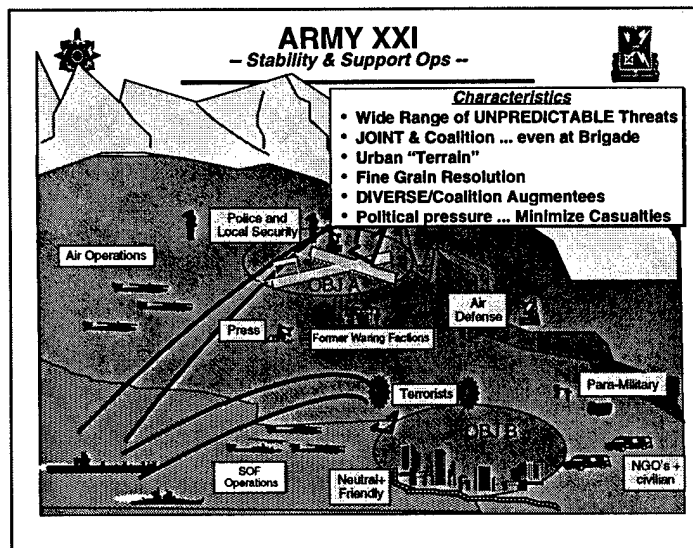 ARMY XXI
– Stability & Support Ops --
Characteristics
• Wide Range of UNPREDICTABLE Threats
• JOINT & Coalition ... even at Brigade
• Urban “Terrain”
• Fine Grain Resolution
• DIVERSE/Coalition Augmentees
• Political pressure ... Minimize Casualties
Police and
Local Security
Air Operations
OBJ A
Air
Defense
Press
Former Waring Factions
Terrorists
Para-Military
OBJ B
SOF
Operations
Neutral+
Friendly
NGO's +
civilian